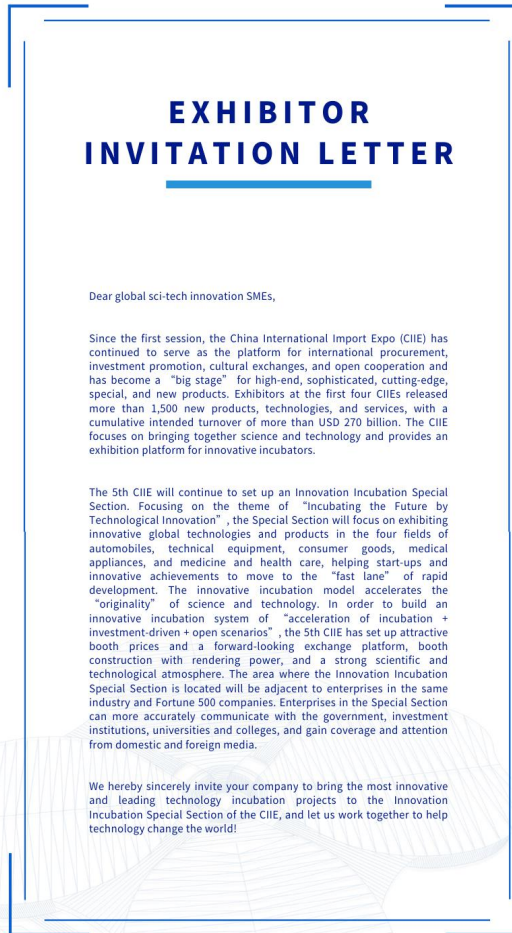 EXHIBITOR
INVITATION LETTER
Dear global sci-tech innovation SMEs,
Since the first session, the China International Import Expo (CIIE) has
continued to serve as the platform for international procurement,
investment promotion, cultural exchanges, and open cooperation and
has become a “big stage” for high-end, sophisticated, cutting-edge,
special, and new products. Exhibitors at the first four CIIEs released
more than 1,500 new products, technologies, and services, with a
cumulative intended turnover of more than USD 270 billion. The CIIE
focuses on bringing together science and technology and provides an
exhibition platform for innovative incubators.
The 5th CIIE will continue to set up an Innovation Incubation Special
Section. Focusing on the theme of “Incubating the Future by
Technological Innovation”, the Special Section will focus on exhibiting
innovative global technologies and products in the four fields of
automobiles, technical equipment, consumer goods, medical
appliances, and medicine and health care, helping start-ups and
innovative achievements to move to the “fast lane” of rapid
development. The innovative incubation model accelerates the
“originality” of science and technology. In order to build an
innovative incubation system of “acceleration of incubation +
investment-driven + open scenarios”, the 5th CIIE has set up attractive
booth prices and a forward-looking exchange platform, booth
construction with rendering power, and a strong scientific and
technological atmosphere. The area where the Innovation Incubation
Special Section is located will be adjacent to enterprises in the same
industry and Fortune 500 companies. Enterprises in the Special Section
can more accurately communicate with the government, investment
institutions, universities and colleges, and gain coverage and attention
from domestic and foreign media.
We hereby sincerely invite your company to bring the most innovative
and leading technology incubation projects to the Innovation
Incubation Special Section of the CIIE, and let us work together to help
technology change the world!